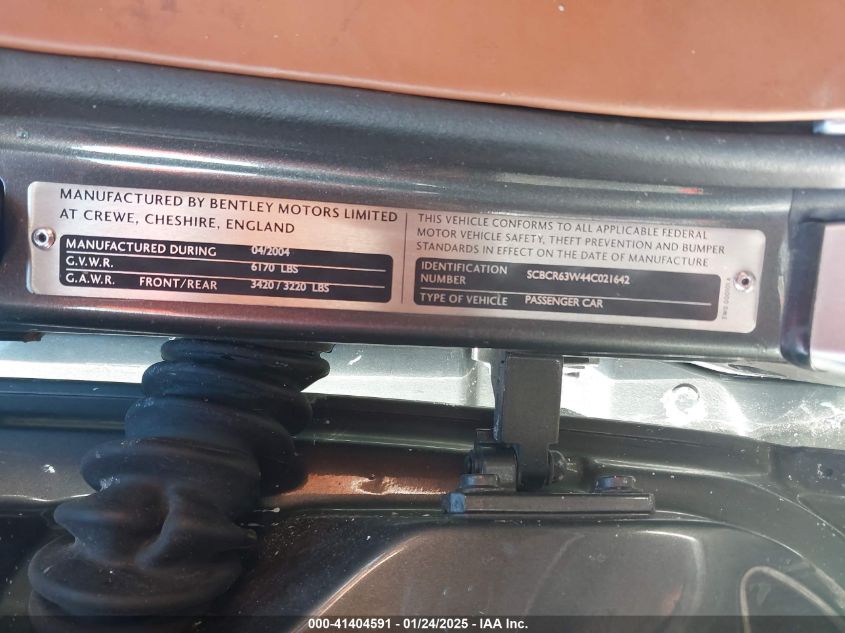 MANUFACTURED BY BENTLEY MOTORS LIMITED
AT CREWE, CHESHIRE, ENGLAND
MANUFACTURED DURING 04/2004
G.V.W.R. 6170 LBS
G.A.W.R. FRONT/REAR 3420 / 3220 LBS
THIS VEHICLE CONFORMS TO ALL APPLICABLE FEDERAL
MOTOR VEHICLE SAFETY, THEFT PREVENTION AND BUMPER
STANDARDS IN EFFECT ON THE DATE OF MANUFACTURE
IDENTIFICATION
NUMBER SCBCR63W44C021642
TYPE OF VEHICLE PASSENGER CAR
000-41404591 - 01/24/2025 - IAA Inc.